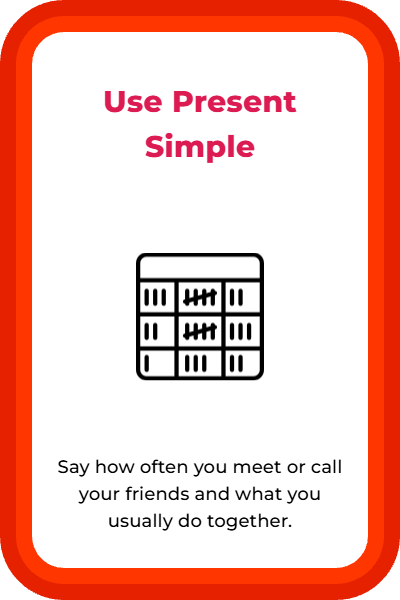 Use Present
Simple
Say how often you meet or call
your friends and what you
usually do together.